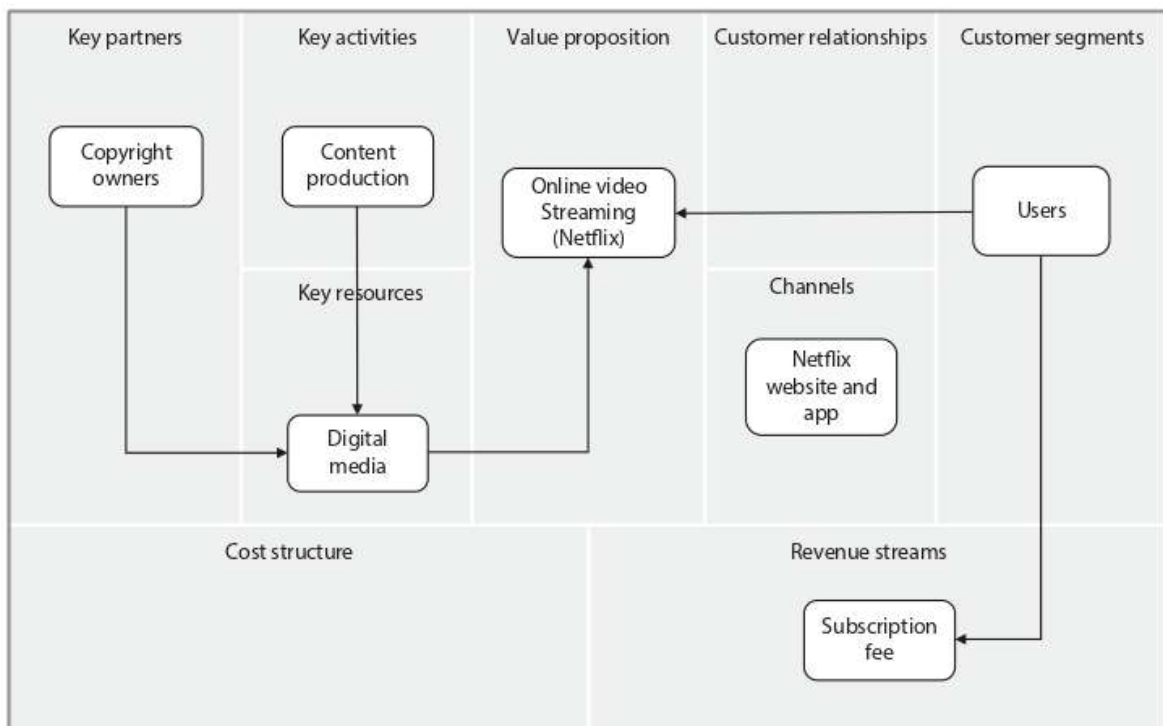 Key partners
Key activities
Value proposition
Customer relationships
Customer segments
Copyright
owners
Content
production
Online video
Streaming
(Netflix)
Users
Key resources
Channels
Digital
media
Netflix
website and
app
Cost structure
Revenue streams
Subscription
fee